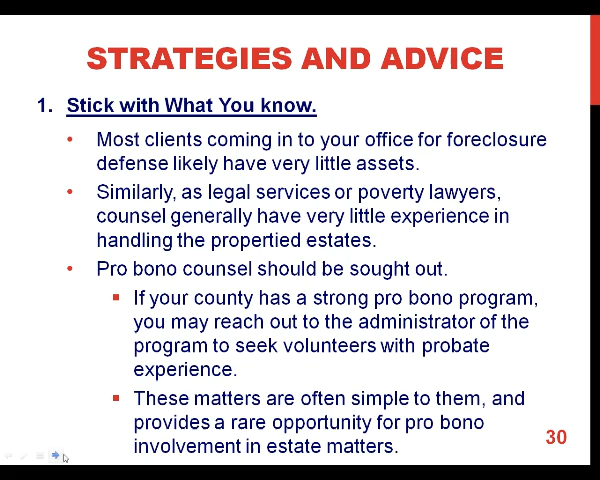 STRATEGIES AND ADVICE
1. Stick with What You know.
• Most clients coming in to your office for foreclosure
defense likely have very little assets.
• Similarly, as legal services or poverty lawyers,
counsel generally have very little experience in
handling the propertied estates.
• Pro bono counsel should be sought out.
▪ If your county has a strong pro bono program,
you may reach out to the administrator of the
program to seek volunteers with probate
experience.
▪ These matters are often simple to them, and
provides a rare opportunity for pro bono
involvement in estate matters.
30